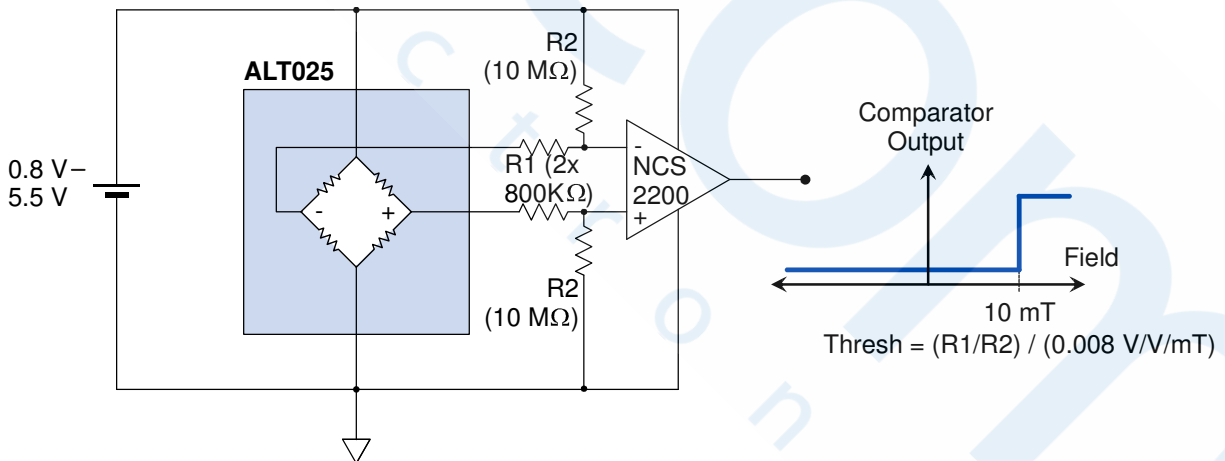 R2
(10 MΩ)
ALT025
0.8 V–
5.5 V
-
+
R1 (2x
800KΩ)
-
NCS
2200
+
R2
(10 MΩ)
Comparator
Output
Field
10 mT
Thresh = (R1/R2) / (0.008 V/V/mT)
c
t
r
o
n